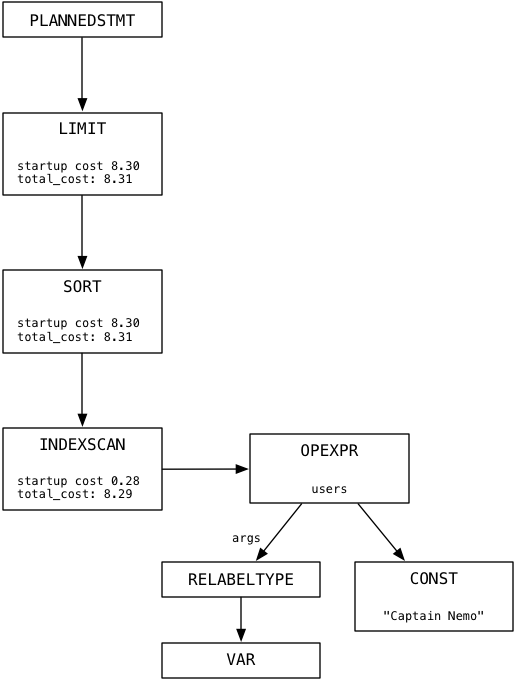 PLANNEDSTMT
LIMIT
startup cost 8.30
total_cost: 8.31
SORT
startup cost 8.30
total_cost: 8.31
INDEXSCAN
startup cost 0.28
total_cost: 8.29
OPEXPR
users
args
RELABELTYPE
CONST
"Captain Nemo"
VAR